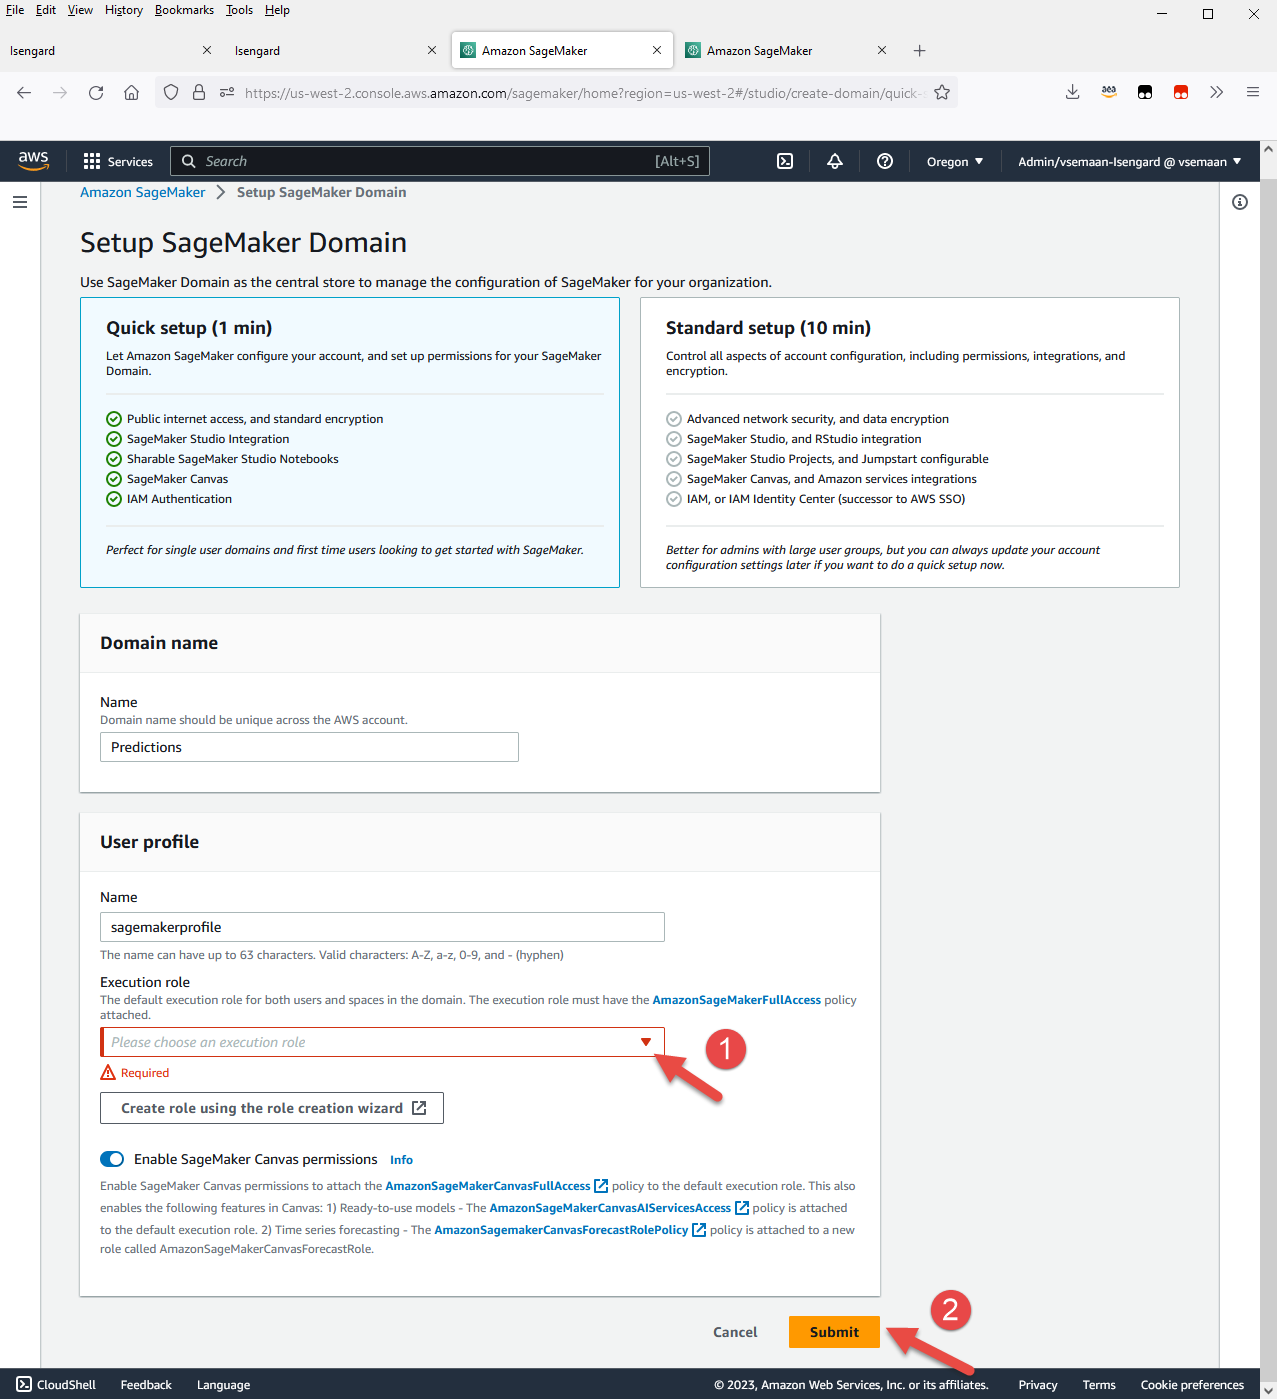 File Edit View History Bookmarks Tools Help
Isengard
Isengard
Amazon SageMaker
Amazon SageMaker
https://us-west-2.console.aws.amazon.com/sagemaker/home?region=us-west-2#/studio/create-domain/quick-
aws
Services
Search
[Alt+S]
Oregon
Admin/vsemaan-Isengard @ vsemaan
Amazon SageMaker > Setup SageMaker Domain
Setup SageMaker Domain
Use SageMaker Domain as the central store to manage the configuration of SageMaker for your organization.
Quick setup (1 min)
Let Amazon SageMaker configure your account, and set up permissions for your SageMaker
Domain.
Public internet access, and standard encryption
SageMaker Studio Integration
Sharable SageMaker Studio Notebooks
SageMaker Canvas
IAM Authentication
Perfect for single user domains and first time users looking to get started with SageMaker.
Standard setup (10 min)
Control all aspects of account configuration, including permissions, integrations, and
encryption.
Advanced network security, and data encryption
SageMaker Studio, and RStudio integration
SageMaker Studio Projects, and Jumpstart configurable
SageMaker Canvas, and Amazon services integrations
IAM, or IAM Identity Center (successor to AWS SSO)
Better for admins with large user groups, but you can always update your account
configuration settings later if you want to do a quick setup now.
Domain name
Name
Domain name should be unique across the AWS account.
Predictions
User profile
Name
sagemakerprofile
The name can have up to 63 characters. Valid characters: A-Z, a-z, 0-9, and - (hyphen)
Execution role
The default execution role for both users and spaces in the domain. The execution role must have the AmazonSageMakerFullAccess policy
attached.
Please choose an execution role
1
Required
Create role using the role creation wizard
Enable SageMaker Canvas permissions Info
Enable SageMaker Canvas permissions to attach the AmazonSageMakerCanvasFullAccess policy to the default execution role. This also
enables the following features in Canvas: 1) Ready-to-use models - The AmazonSageMakerCanvasAIServicesAccess policy is attached
to the default execution role. 2) Time series forecasting - The AmazonSagemakerCanvasForecastRolePolicy policy is attached to a new
role called AmazonSageMakerCanvasForecastRole.
Cancel
Submit
2
CloudShell Feedback Language
© 2023, Amazon Web Services, Inc. or its affiliates. Privacy Terms Cookie preferences